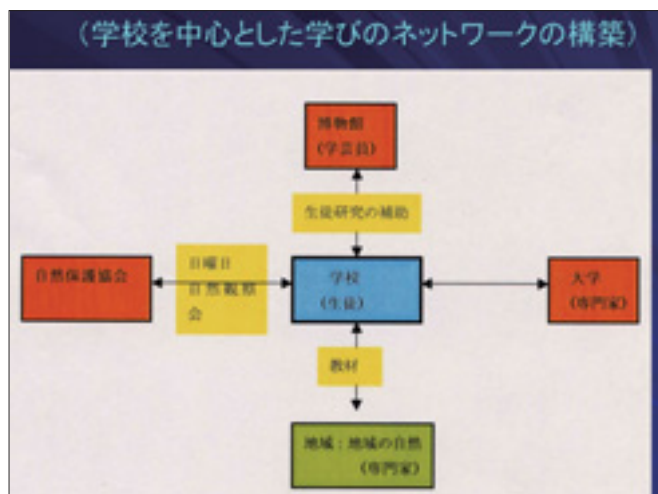 （学校を中心とした学びのネットワークの構築）
博物館
（学芸員）
生徒研究の補助
自然保護協会
日曜日
自然観察
会
学校
（生徒）
大学
（専門家）
教材
地域：地域の自然
（専門家）